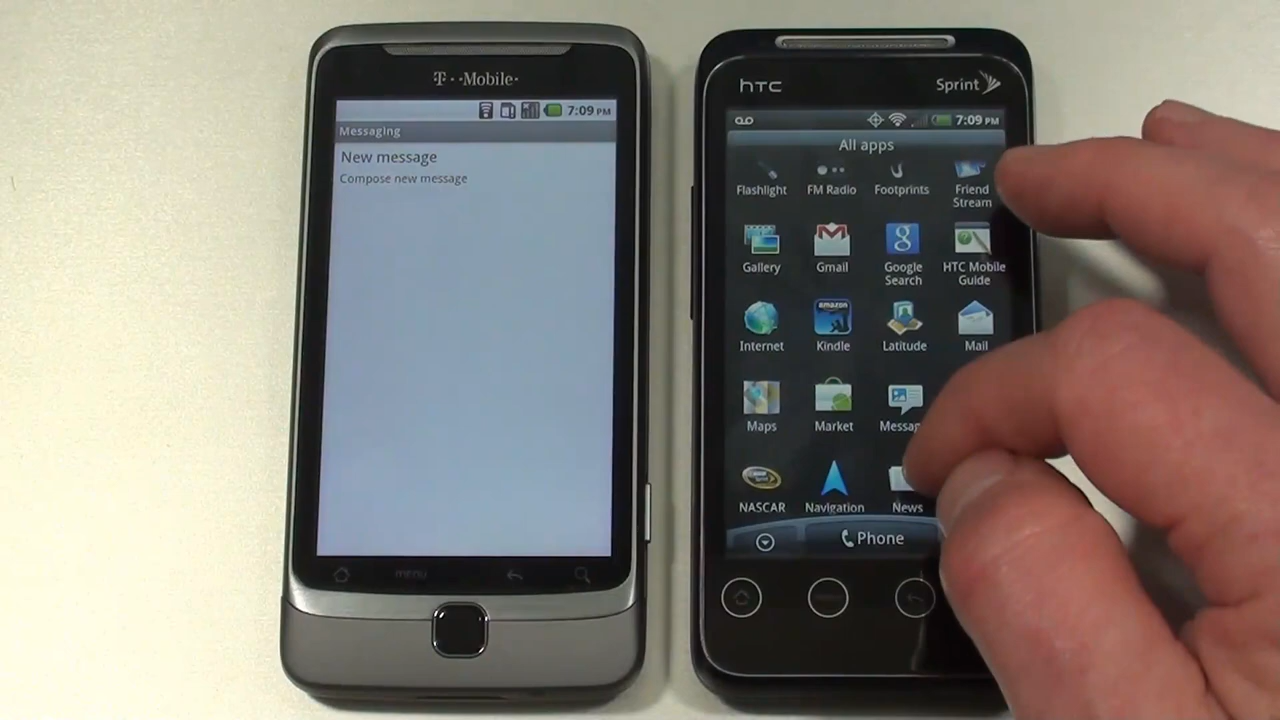 T··Mobile·
7:09 PM
Messaging
New message
Compose new message
menu
hTC
Sprint
7:09 PM
All apps
Flashlight
FM Radio
Footprints
Friend
Stream
Gallery
Gmail
Google
Search
HTC Mobile
Guide
Internet
amazon
Kindle
Latitude
Mail
Maps
Market
Messag
NASCAR
Navigation
News
Phone